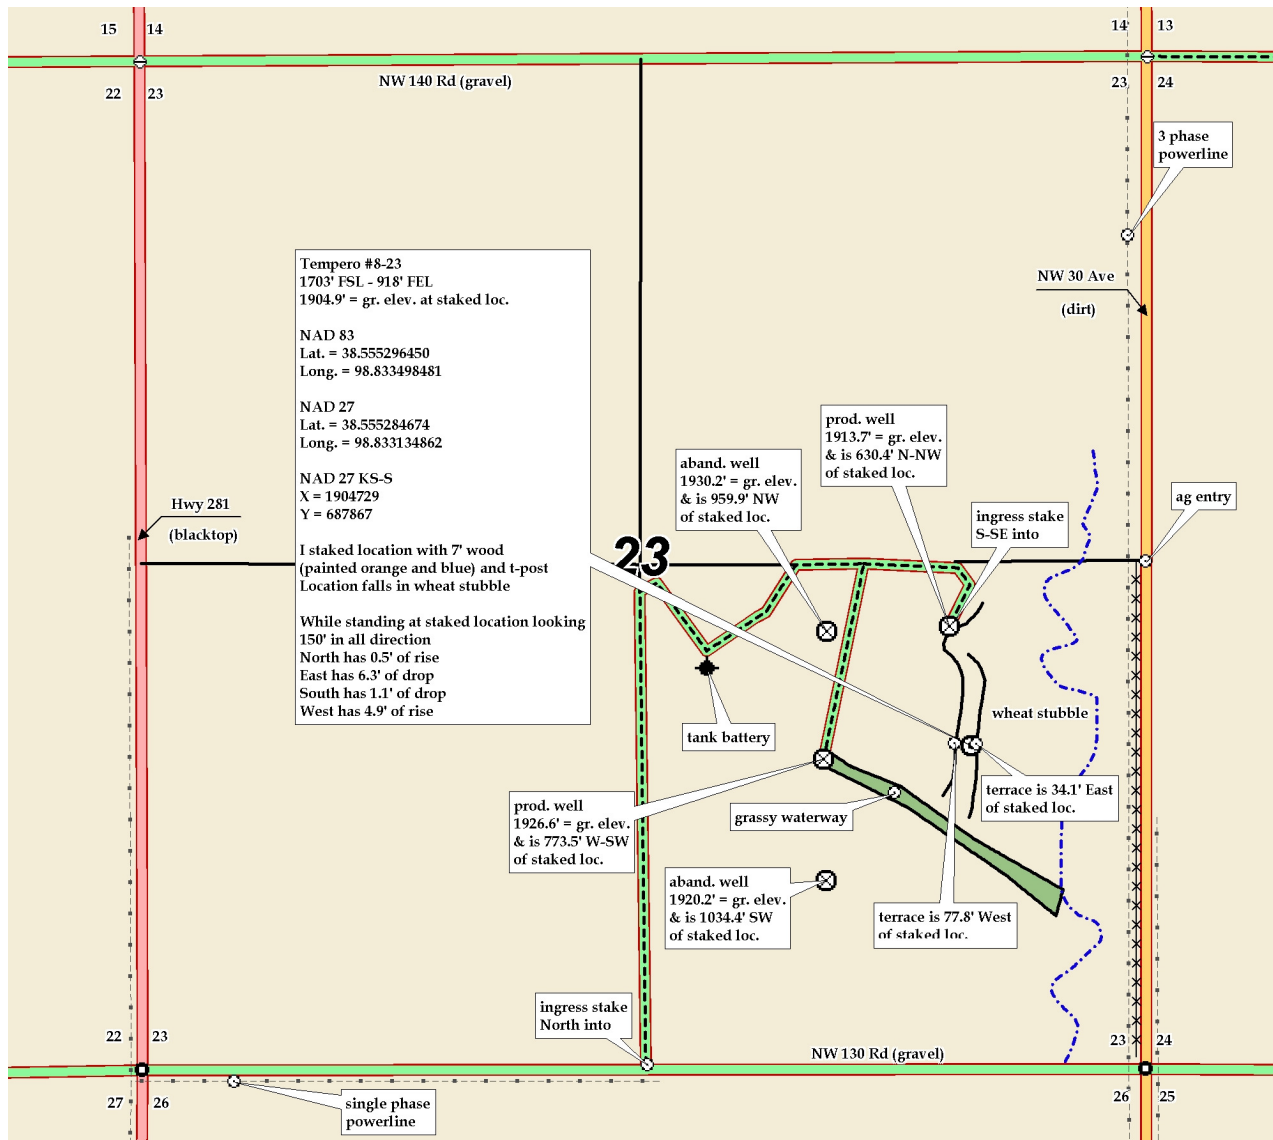 15 14
14 13
NW 140 Rd (gravel)
22 23
23 24
3 phase
powerline
NW 30 Ave
(dirt)
Tempero #8-23
1703' FSL - 918' FEL
1904.9' = gr. elev. at staked loc.
NAD 83
Lat. = 38.555296450
Long. = 98.833498481
NAD 27
Lat. = 38.555284674
Long. = 98.833134862
NAD 27 KS-S
X = 1904729
Y = 687867
I staked location with 7' wood
(painted orange and blue) and t-post
Location falls in wheat stubble
While standing at staked location looking
150' in all direction
North has 0.5' of rise
East has 6.3' of drop
South has 1.1' of drop
West has 4.9' of rise
Hwy 281
(blacktop)
aband. well
1930.2' = gr. elev.
& is 959.9' NW
of staked loc.
prod. well
1913.7' = gr. elev.
& is 630.4' N-NW
of staked loc.
ingress stake
S-SE into
ag entry
23
tank battery
wheat stubble
terrace is 34.1' East
of staked loc.
grassy waterway
prod. well
1926.6' = gr. elev.
& is 773.5' W-SW
of staked loc.
aband. well
1920.2' = gr. elev.
& is 1034.4' SW
of staked loc.
terrace is 77.8' West
of staked loc.
ingress stake
North into
22 23
23 24
NW 130 Rd (gravel)
27 26
26 25
single phase
powerline